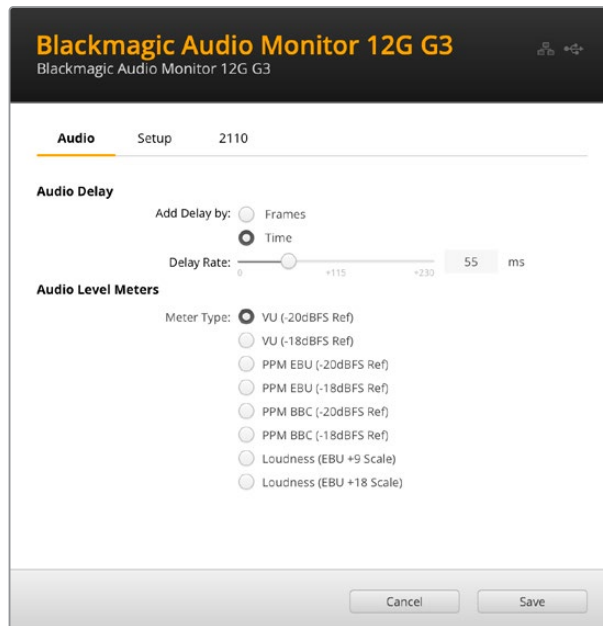 Blackmagic Audio Monitor 12G G3
Blackmagic Audio Monitor 12G G3
Audio Setup 2110
Audio Delay
Add Delay by: Frames
Time
Delay Rate: 55 ms
0 +115 +230
Audio Level Meters
Meter Type: VU (-20dBFS Ref)
VU (-18dBFS Ref)
PPM EBU (-20dBFS Ref)
PPM EBU (-18dBFS Ref)
PPM BBC (-20dBFS Ref)
PPM BBC (-18dBFS Ref)
Loudness (EBU +9 Scale)
Loudness (EBU +18 Scale)
Cancel Save